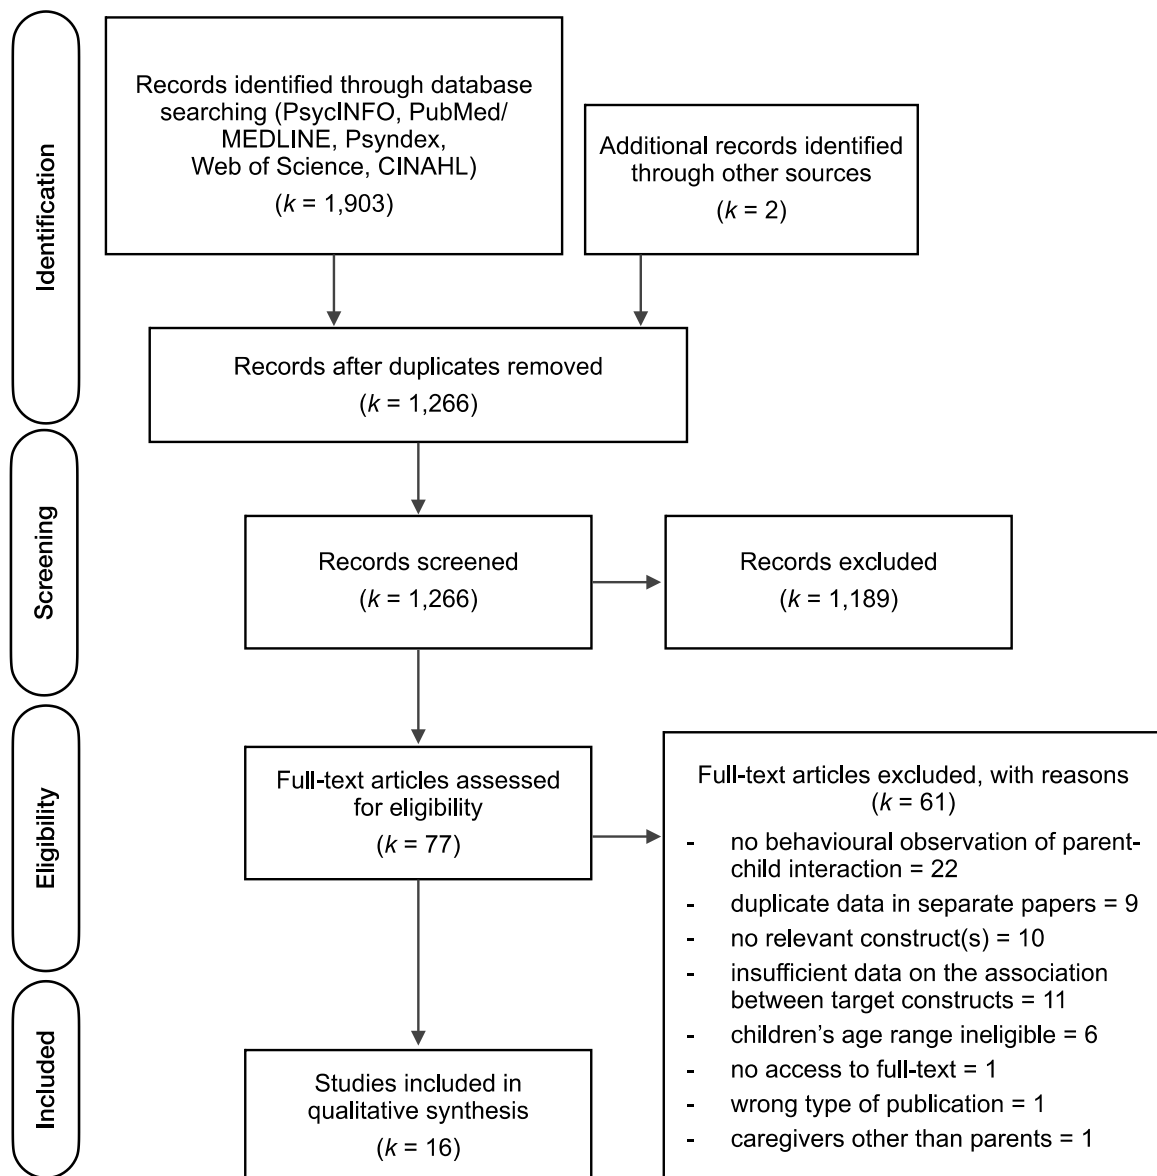 Identification
Records identified through database
searching (PsycINFO, PubMed/
MEDLINE, Psyndex,
Web of Science, CINAHL)
(k = 1,903)
Additional records identified
through other sources
(k = 2)
Records after duplicates removed
(k = 1,266)
Screening
Records screened
(k = 1,266)
Records excluded
(k = 1,189)
Eligibility
Full-text articles assessed
for eligibility
(k = 77)
Full-text articles excluded, with reasons
(k = 61)
- no behavioural observation of parent-
child interaction = 22
- duplicate data in separate papers = 9
- no relevant construct(s) = 10
- insufficient data on the association
between target constructs = 11
- children’s age range ineligible = 6
- no access to full-text = 1
- wrong type of publication = 1
- caregivers other than parents = 1
Included
Studies included in
qualitative synthesis
(k = 16)